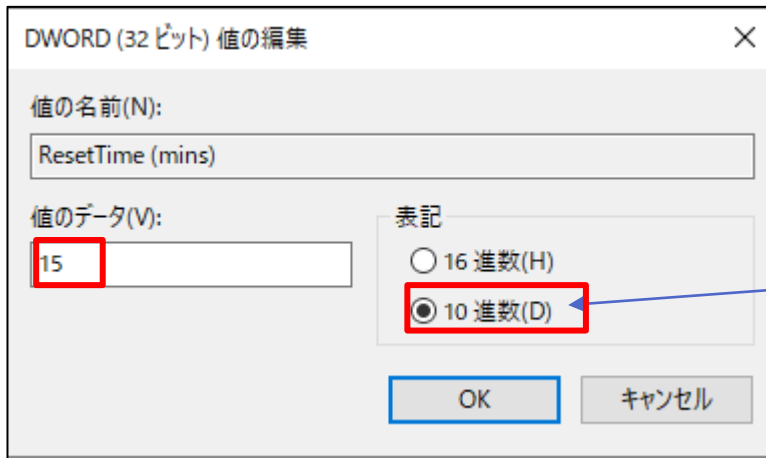 DWORD (32 ビット) 値の編集
値の名前(N):
ResetTime (mins)
値のデータ(V):
15
表記
16 進数(H)
10 進数(D)
OK
キャンセル